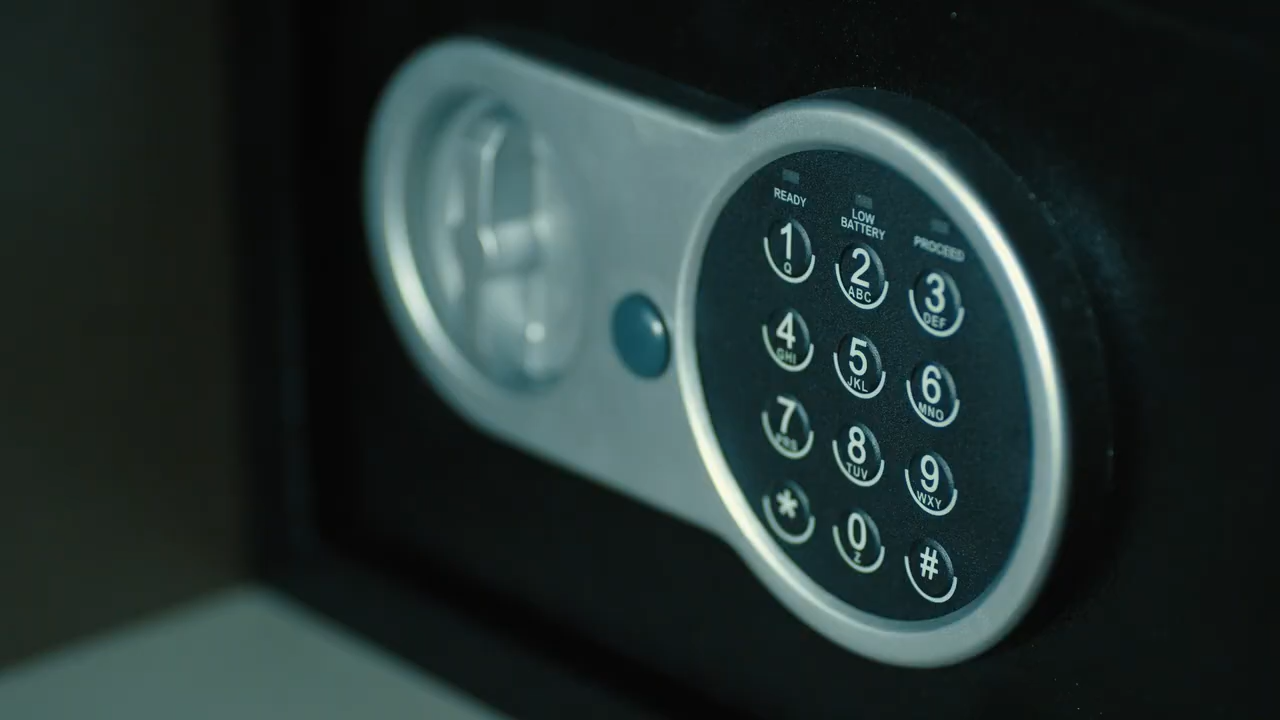 READY
LOW
BATTERY
PROCEED
1
Q
2
ABC
3
DEF
4
GHI
5
JKL
6
MNO
7
PRS
8
TUV
9
WXY
*
0
Z
#